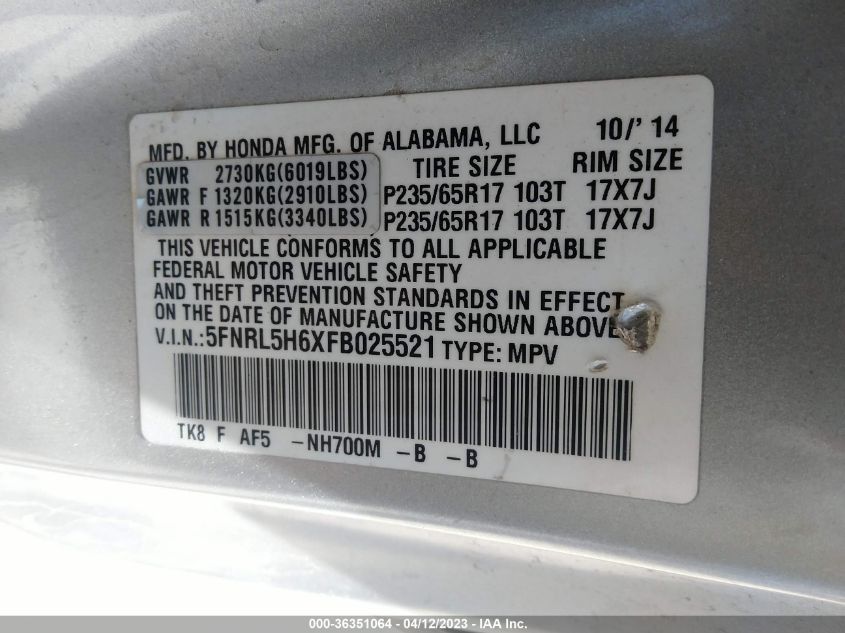 MFD. BY HONDA MFG. OF ALABAMA, LLC 10/' 14
GVWR 2730KG(6019LBS) TIRE SIZE RIM SIZE
GAWR F 1320KG(2910LBS) P235/65R17 103T 17X7J
GAWR R 1515KG(3340LBS) P235/65R17 103T 17X7J
THIS VEHICLE CONFORMS TO ALL APPLICABLE
FEDERAL MOTOR VEHICLE SAFETY
AND THEFT PREVENTION STANDARDS IN EFFECT
ON THE DATE OF MANUFACTURE SHOWN ABOVE
V.I.N.:5FNRL5H6XFB025521 TYPE: MPV
TK8 F AF5 -NH700M -B -B
000-36351064 - 04/12/2023 - IAA Inc.